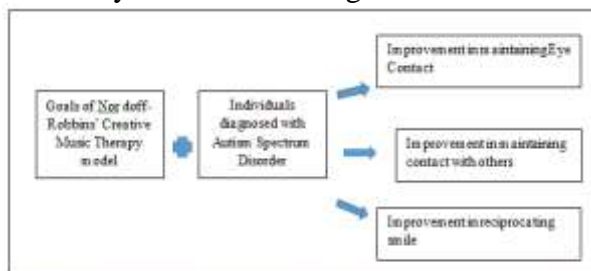 Goals of Nor doff-
Robbins' Creative
Music Therapy
model
Individuals
diagnosed with
Autism Spectrum
Disorder
Improvement in maintaining Eye
Contact
Improvement in maintaining
contact with others
Improvement in reciprocating
smile